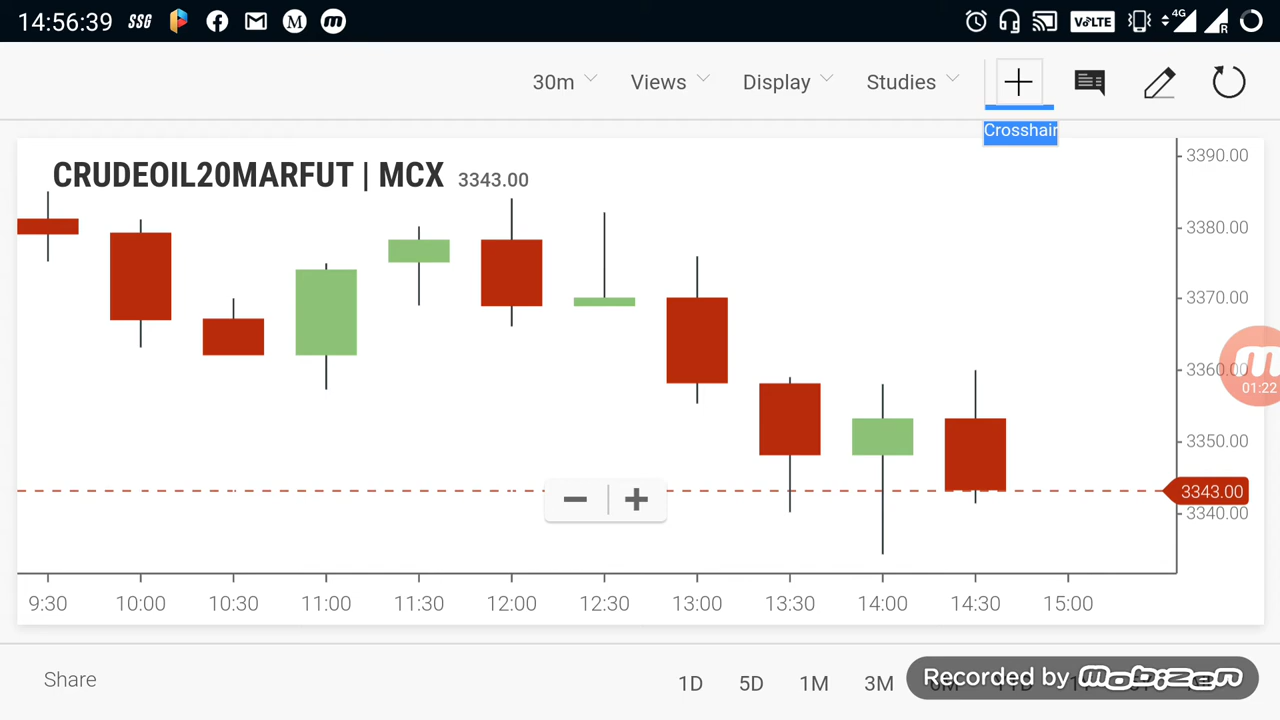 14:56:39 SSG M m 4G VoLTE R
30m Views Display Studies
Crosshair
CRUDEOIL20MARFUT | MCX 3343.00
3390.00
3380.00
3370.00
3360.00
01:22
3350.00
3343.00
3340.00
9:30 10:00 10:30 11:00 11:30 12:00 12:30 13:00 13:30 14:00 14:30 15:00
Share 1D 5D 1M 3M
Recorded by mobizen